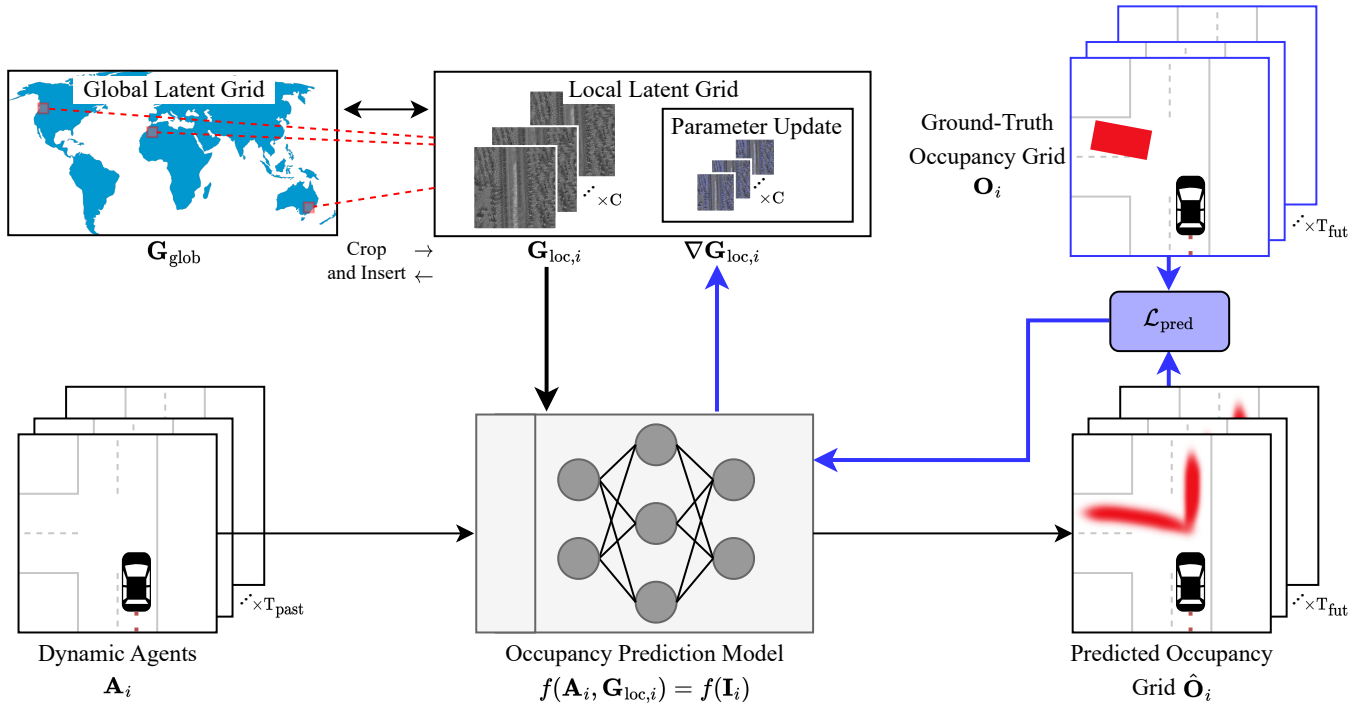 Global Latent Grid
G_glob
Crop →
and Insert ←
Local Latent Grid
×C
G_loc,i
Parameter Update
×C
∇G_loc,i
Ground-Truth
Occupancy Grid
O_i
×T_fut
ℒ_pred
×T_past
Dynamic Agents
A_i
Occupancy Prediction Model
f(A_i, G_loc,i) = f(I_i)
×T_fut
Predicted Occupancy
Grid Ô_i